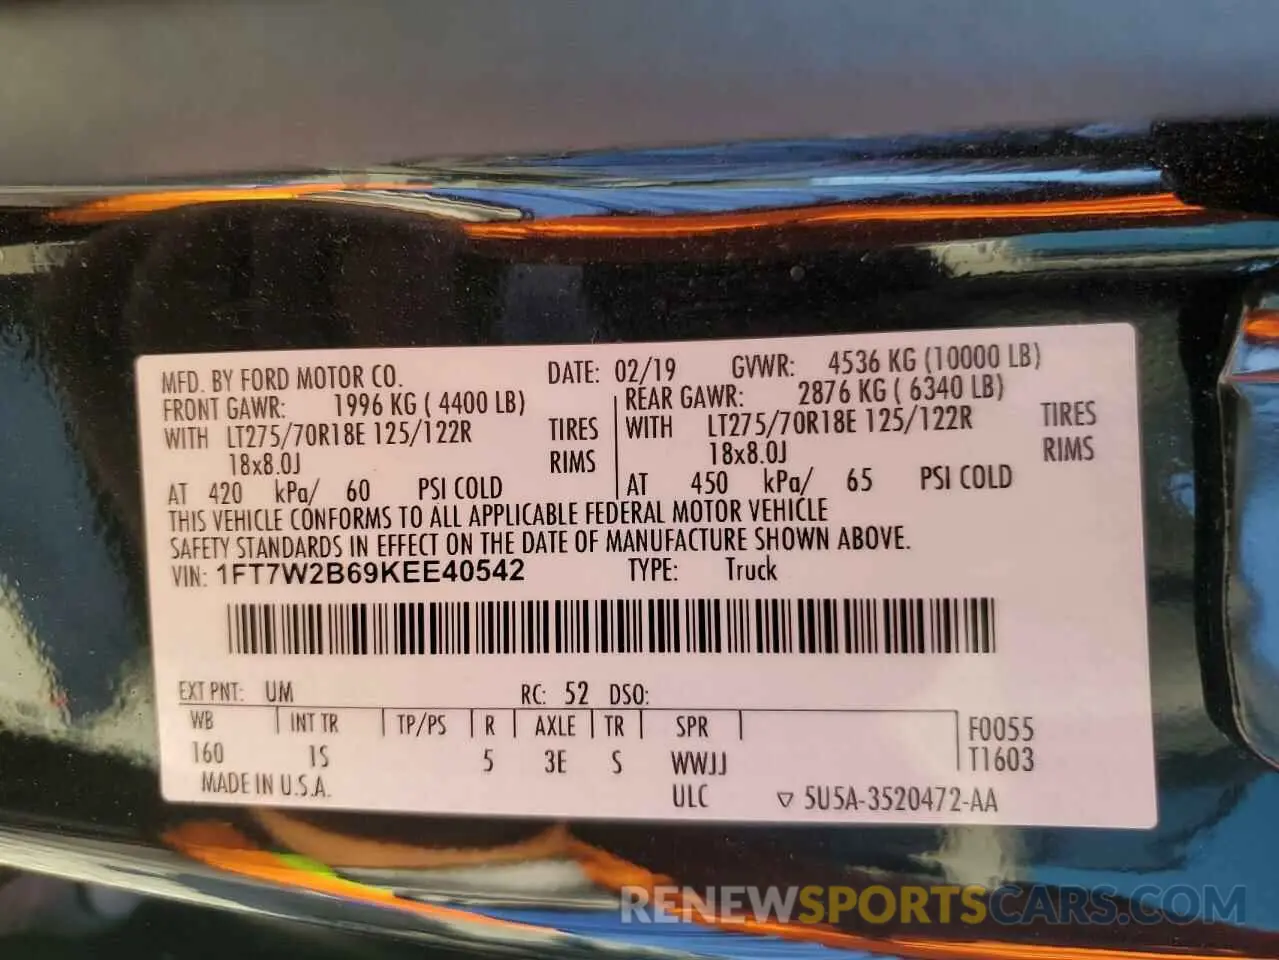 MFD. BY FORD MOTOR CO. DATE: 02/19 GVWR: 4536 KG (10000 LB)
FRONT GAWR: 1996 KG ( 4400 LB) REAR GAWR: 2876 KG ( 6340 LB)
WITH LT275/70R18E 125/122R TIRES WITH LT275/70R18E 125/122R TIRES
18x8.0J RIMS 18x8.0J RIMS
AT 420 kPa/ 60 PSI COLD AT 450 kPa/ 65 PSI COLD
THIS VEHICLE CONFORMS TO ALL APPLICABLE FEDERAL MOTOR VEHICLE
SAFETY STANDARDS IN EFFECT ON THE DATE OF MANUFACTURE SHOWN ABOVE.
VIN: 1FT7W2B69KEE40542 TYPE: Truck
EXT PNT: UM RC: 52 DSO:
WB INT TR TP/PS R AXLE TR SPR F0055
160 1S 5 3E S WWJJ T1603
MADE IN U.S.A. ULC ▽ 5U5A-3520472-AA
RENEWSPORTSCARS.COM